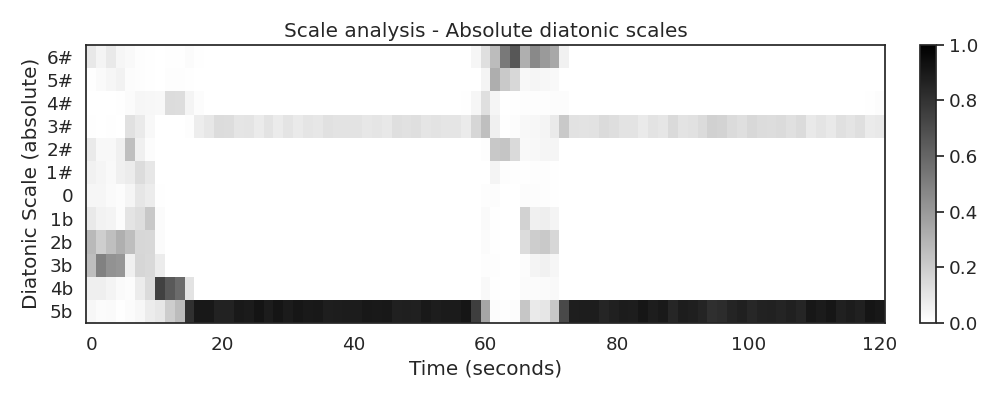 Scale analysis - Absolute diatonic scales
Diatonic Scale (absolute)
6#
5#
4#
3#
2#
1#
0
1b
2b
3b
4b
5b
0 20 40 60 80 100 120
Time (seconds)
1.0
0.8
0.6
0.4
0.2
0.0